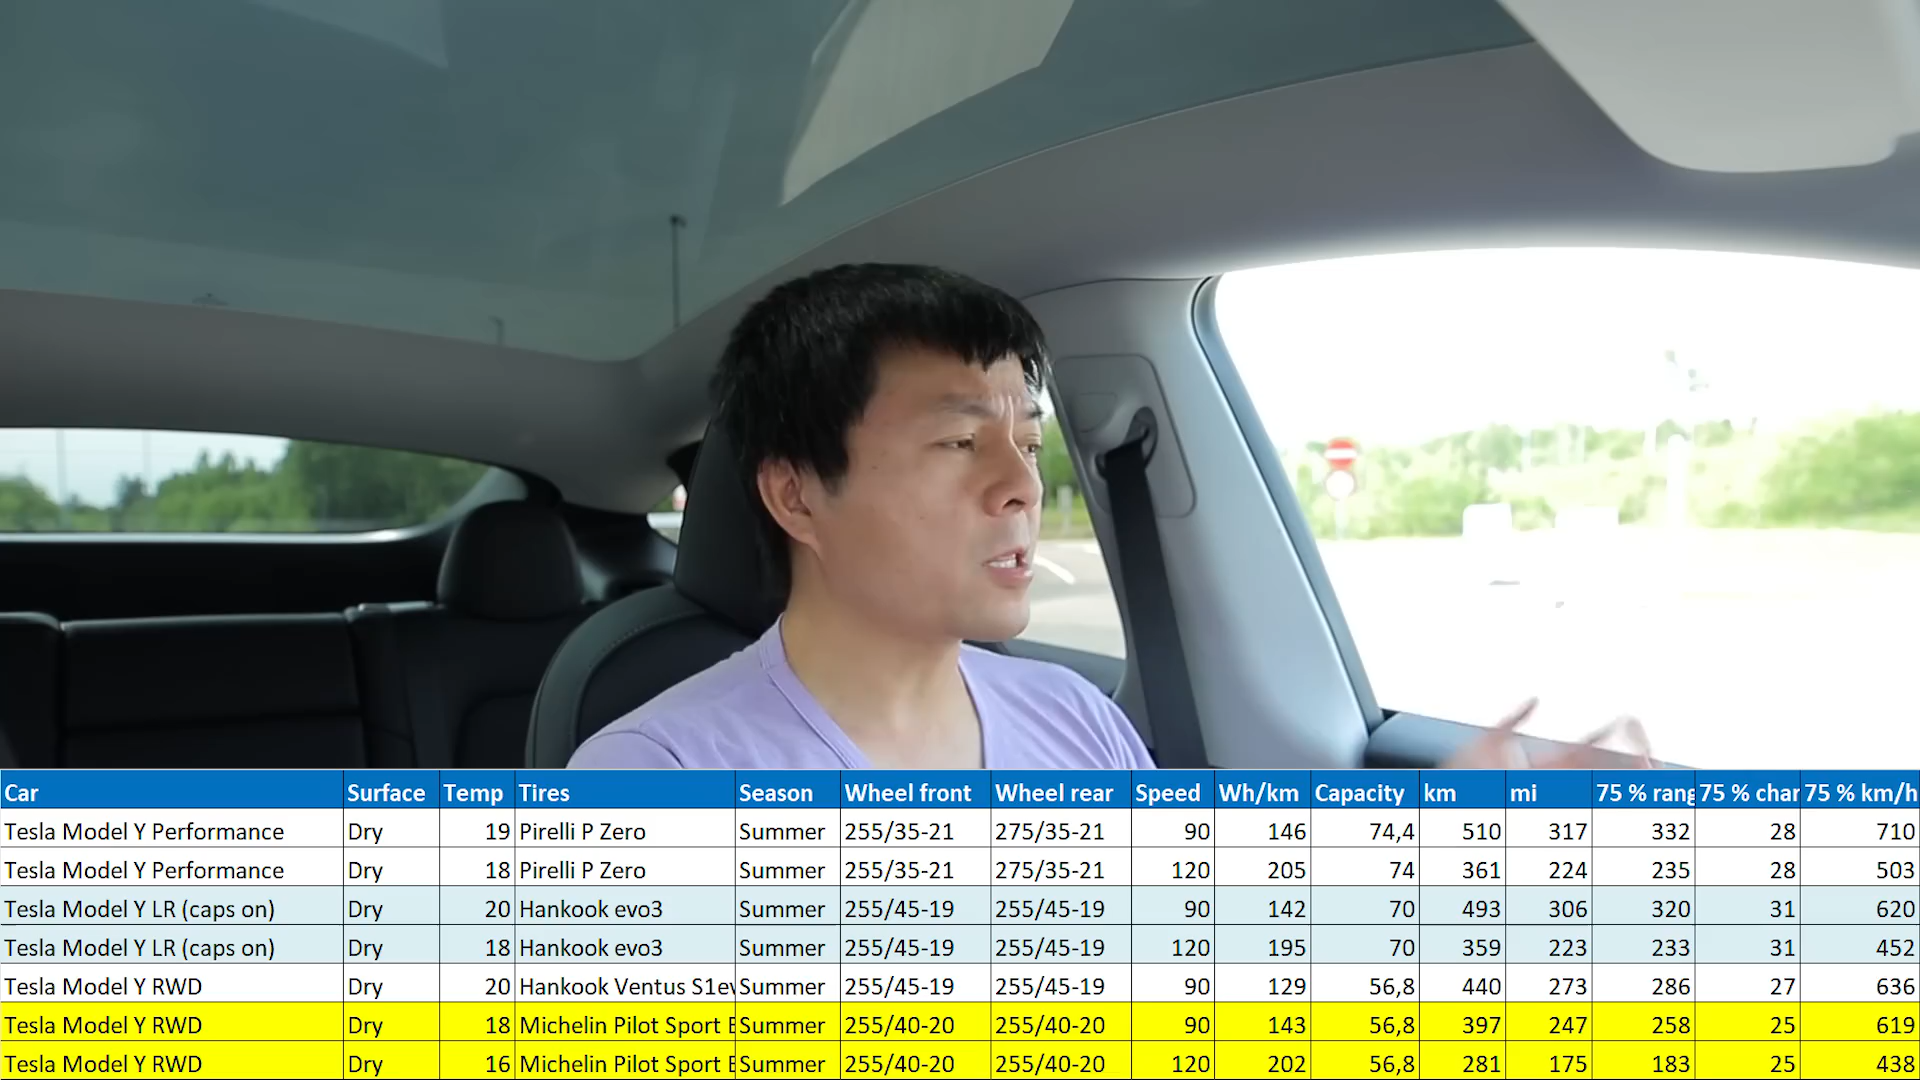 Car Surface Temp Tires Season Wheel front Wheel rear Speed Wh/km Capacity km mi 75 % rang 75 % char 75 % km/h
Tesla Model Y Performance Dry 19 Pirelli P Zero Summer 255/35-21 275/35-21 90 146 74,4 510 317 332 28 710
Tesla Model Y Performance Dry 18 Pirelli P Zero Summer 255/35-21 275/35-21 120 205 74 361 224 235 28 503
Tesla Model Y LR (caps on) Dry 20 Hankook evo3 Summer 255/45-19 255/45-19 90 142 70 493 306 320 31 620
Tesla Model Y LR (caps on) Dry 18 Hankook evo3 Summer 255/45-19 255/45-19 120 195 70 359 223 233 31 452
Tesla Model Y RWD Dry 20 Hankook Ventus S1ev Summer 255/45-19 255/45-19 90 129 56,8 440 273 286 27 636
Tesla Model Y RWD Dry 18 Michelin Pilot Sport E Summer 255/40-20 255/40-20 90 143 56,8 397 247 258 25 619
Tesla Model Y RWD Dry 16 Michelin Pilot Sport E Summer 255/40-20 255/40-20 120 202 56,8 281 175 183 25 438